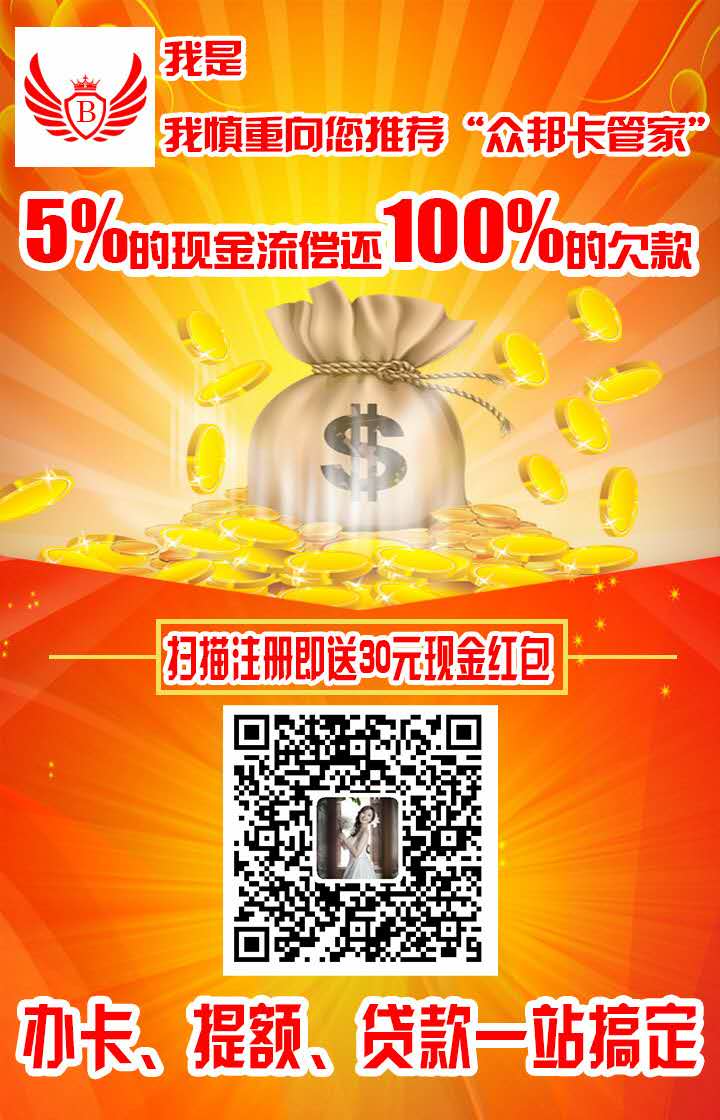 B
我是
我慎重向您推荐“众邦卡管家”
5%的现金流偿还100%的欠款
$
扫描注册即送30元现金红包
办卡、提额、贷款一站搞定